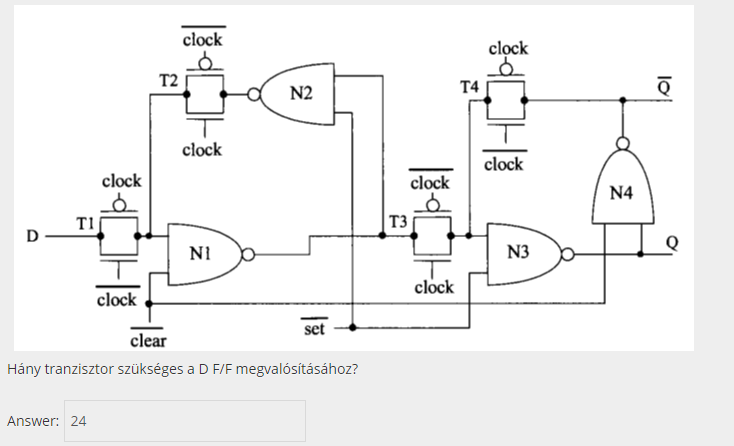 clock
T2
N2
clock
clock
T4
Q
clock
clock
T1
D
N1
clock
clear
clock
T3
clock
N3
N4
Q
set
Hány tranzisztor szükséges a D F/F megvalósításához?
Answer: 24